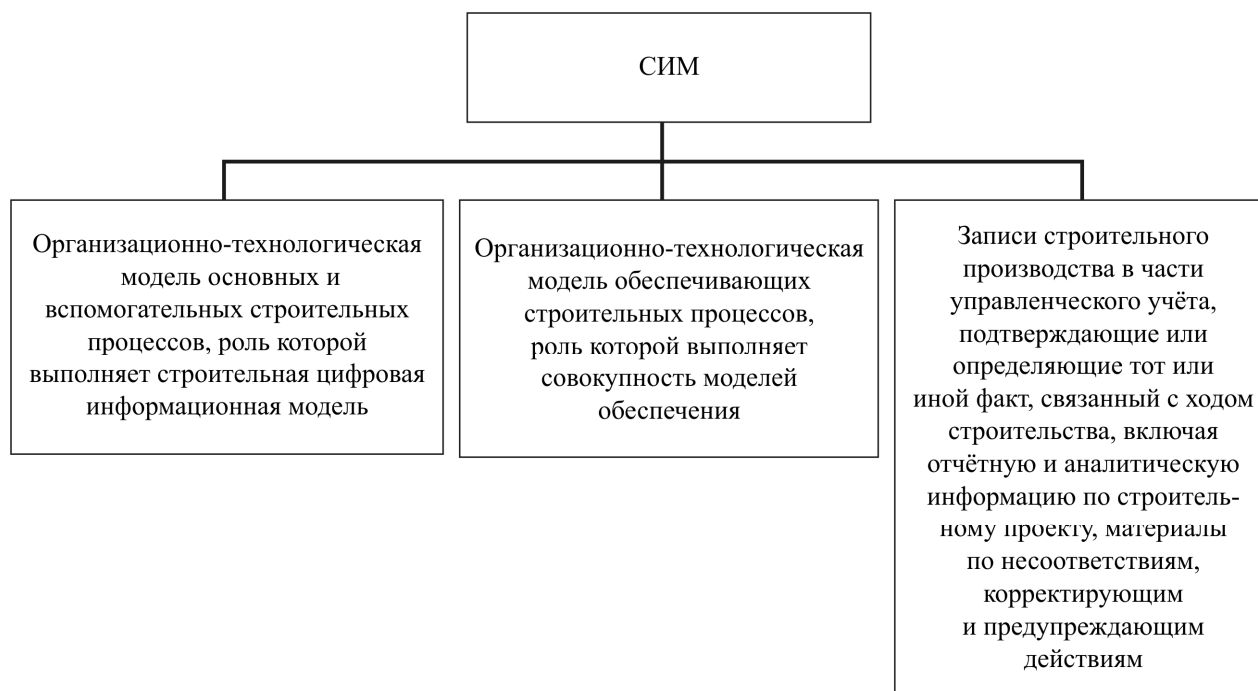 СИМ
Организационно-технологическая
модель основных и
вспомогательных строительных
процессов, роль которой
выполняет строительная цифровая
информационная модель
Организационно-технологическая
модель обеспечивающих
строительных процессов,
роль которой выполняет
совокупность моделей
обеспечения
Записи строительного
производства в части
управленческого учёта,
подтверждающие или
определяющие тот или
иной факт, связанный с ходом
строительства, включая
отчётную и аналитическую
информацию по строитель-
ному проекту, материалы
по несоответствиям,
корректирующим
и предупреждающим
действиям